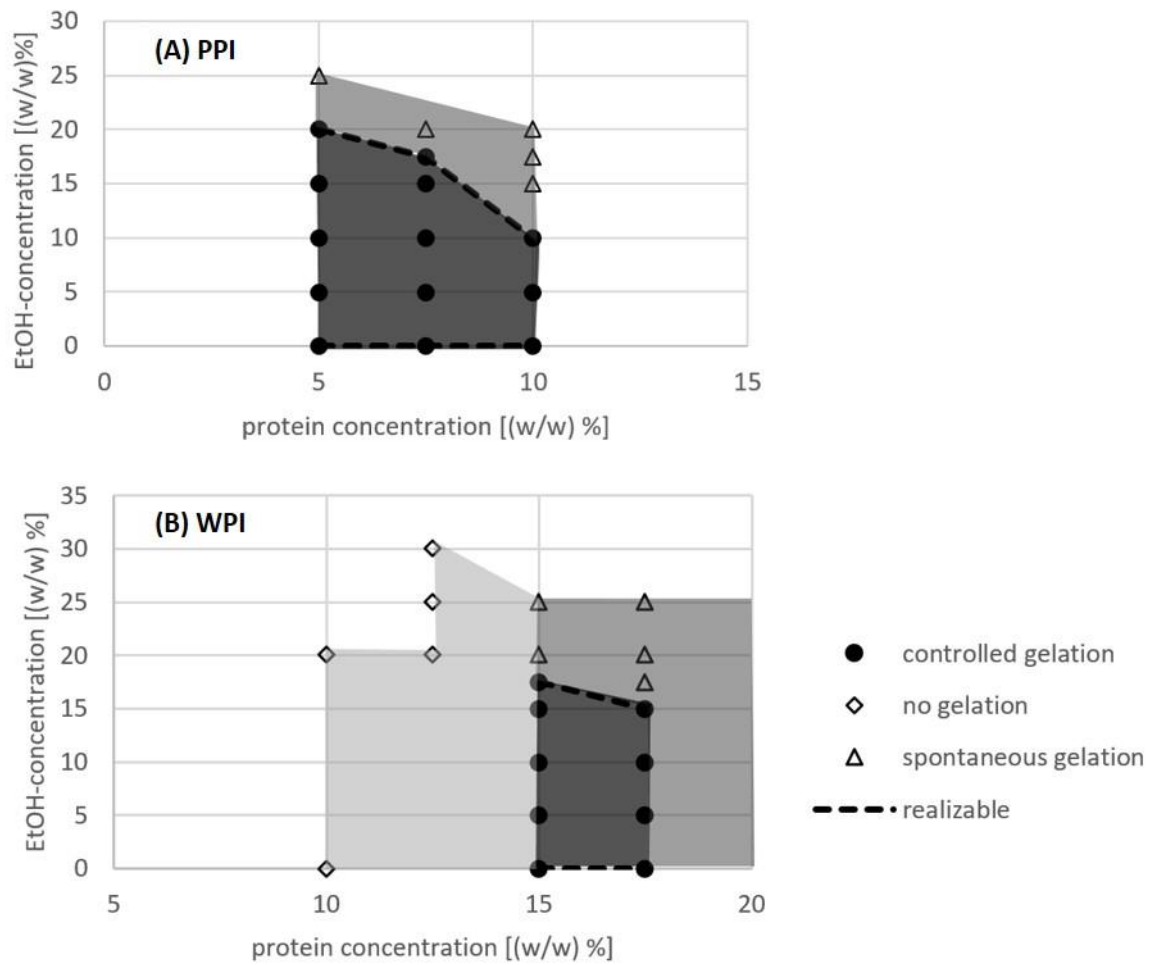 (A) PPI
EtOH-concentration [(w/w)%]
30
25
20
15
10
5
0
0 5 10 15
protein concentration [(w/w) %]
(B) WPI
EtOH-concentration [(w/w) %]
35
30
25
20
15
10
5
0
5 10 15 20
protein concentration [(w/w) %]
controlled gelation
no gelation
spontaneous gelation
realizable